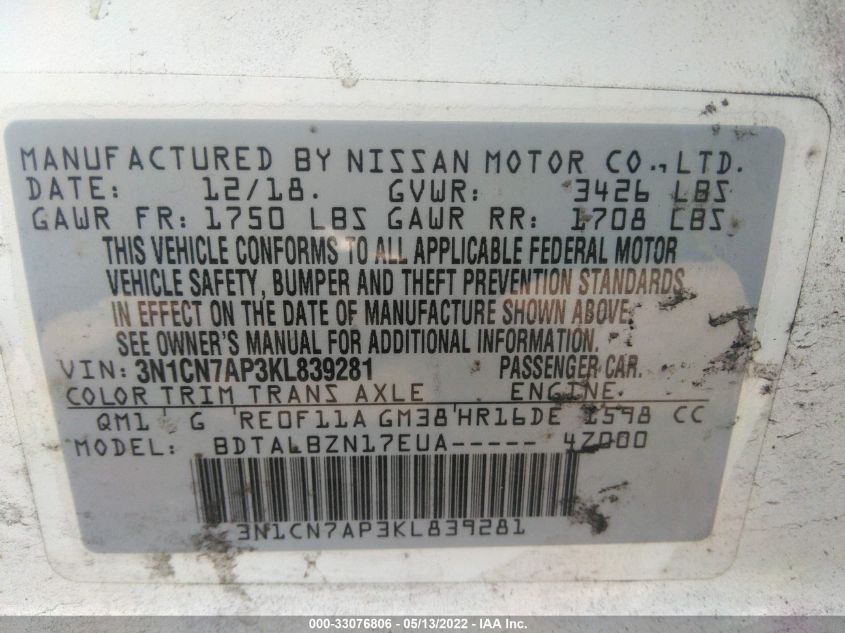 MANUFACTURED BY NISSAN MOTOR CO., LTD.
DATE: 12/18. GVWR: 3426 LBS
GAWR FR: 1750 LBS GAWR RR: 1708 LBS
THIS VEHICLE CONFORMS TO ALL APPLICABLE FEDERAL MOTOR
VEHICLE SAFETY, BUMPER AND THEFT PREVENTION STANDARDS
IN EFFECT ON THE DATE OF MANUFACTURE SHOWN ABOVE.
SEE OWNER'S MANUAL FOR ADDITIONAL INFORMATION.
VIN: 3N1CN7AP3KL839281 PASSENGER CAR.
COLOR TRIM TRANS AXLE ENGINE
QM1 G RE0F11A GM38 HR16DE 1598 CC
MODEL: BDTALBZN17EUA----- 47000
3N1CN7AP3KL839281
000-33076806 - 05/13/2022 - IAA Inc.